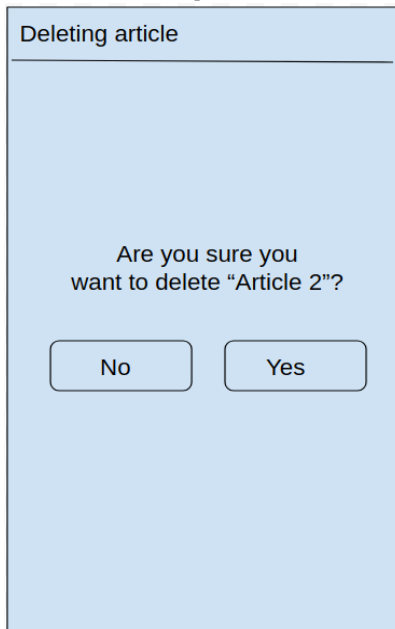 Deleting article
Are you sure you
want to delete “Article 2”?
No
Yes